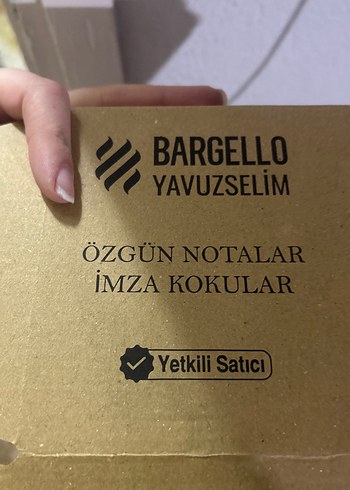 BARGELLO
YAVUZSELİM
ÖZGÜN NOTALAR
İMZA KOKULAR
Yetkili Satıcı